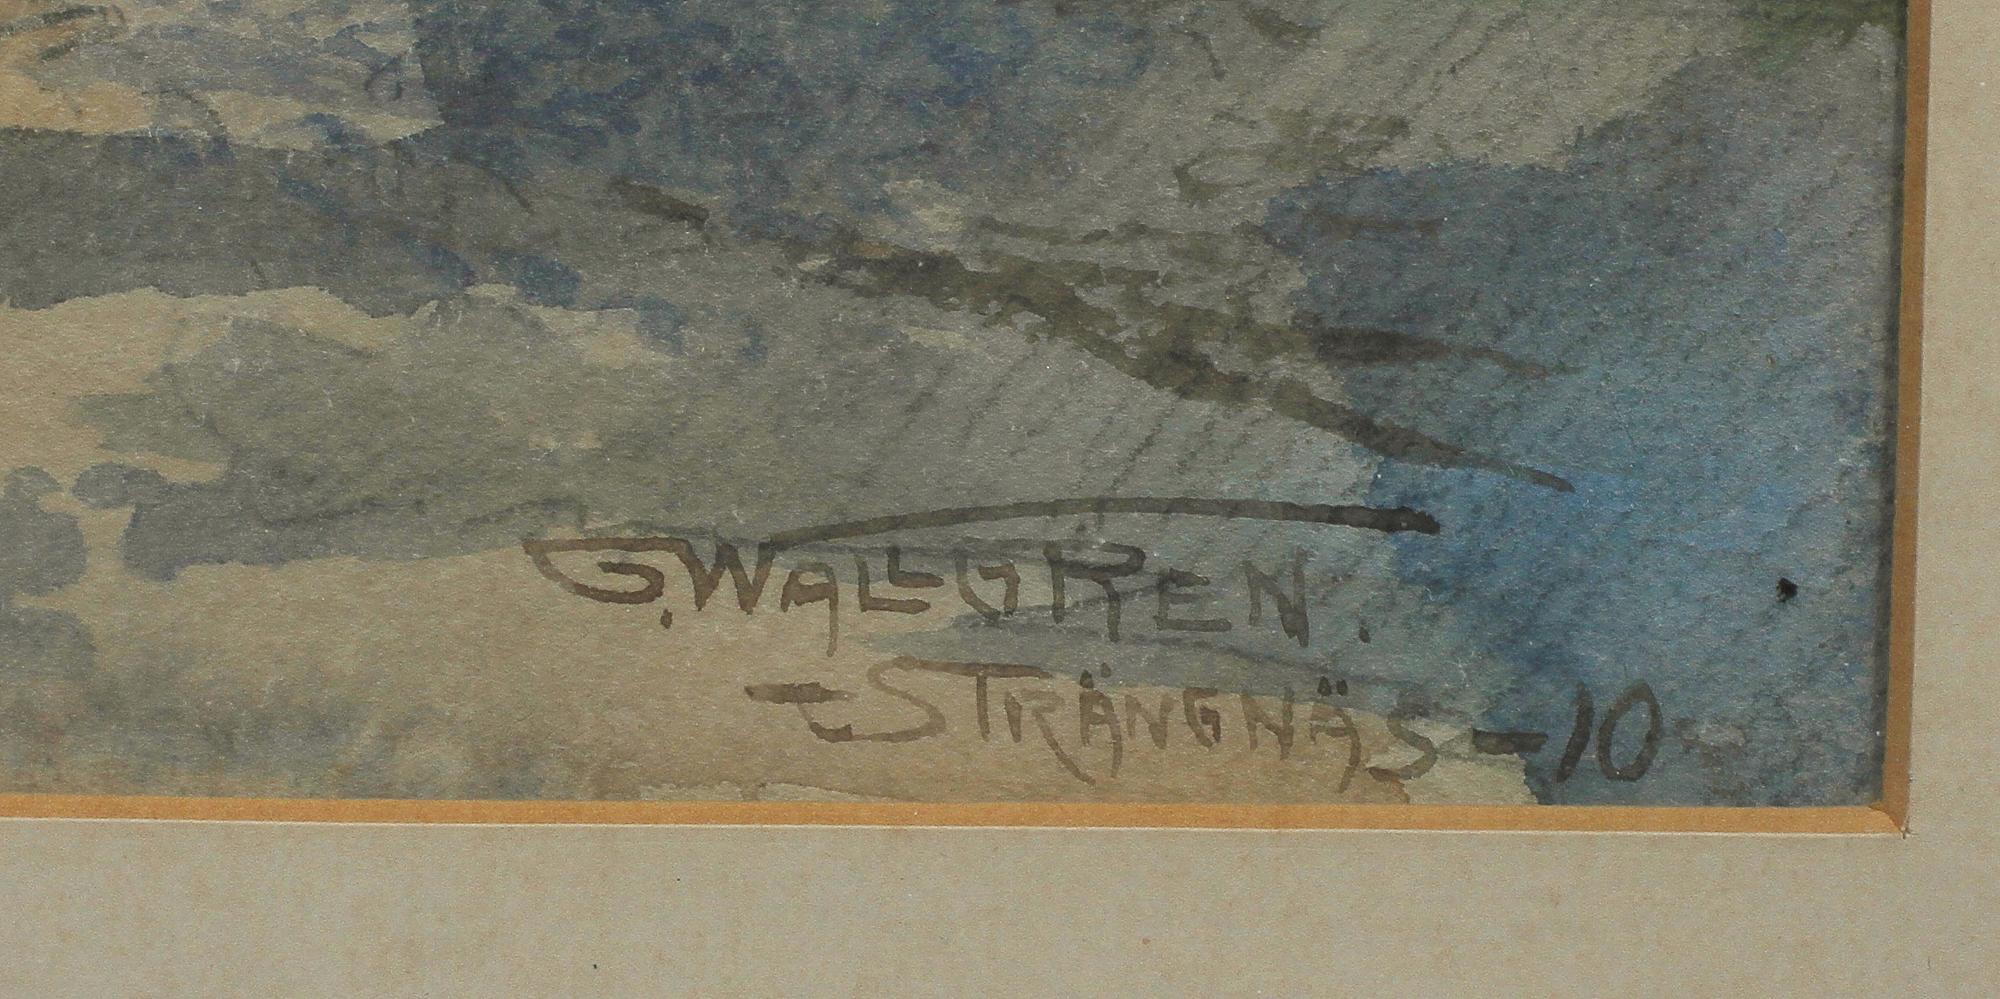 G. WALLGREN.
STRÄNGNÄS - 10